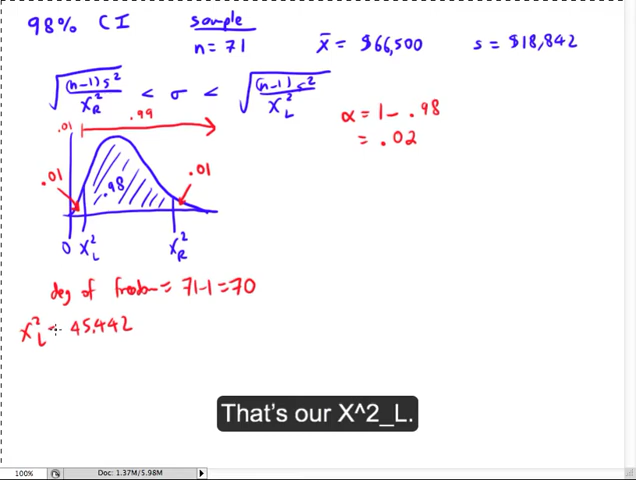 98% CI
sample
n = 71
x̄ = $66,500
s = $18,842
√((n-1)s²/X²_R) < σ < √((n-1)s²/X²_L)
α = 1 - .98
= .02
.01
.99
.01
.98
.01
0 X²_L X²_R
deg of freedom = 71-1 = 70
X²_L = 45.442
That's our X^2_L.
100% Doc: 1.37M/5.98M